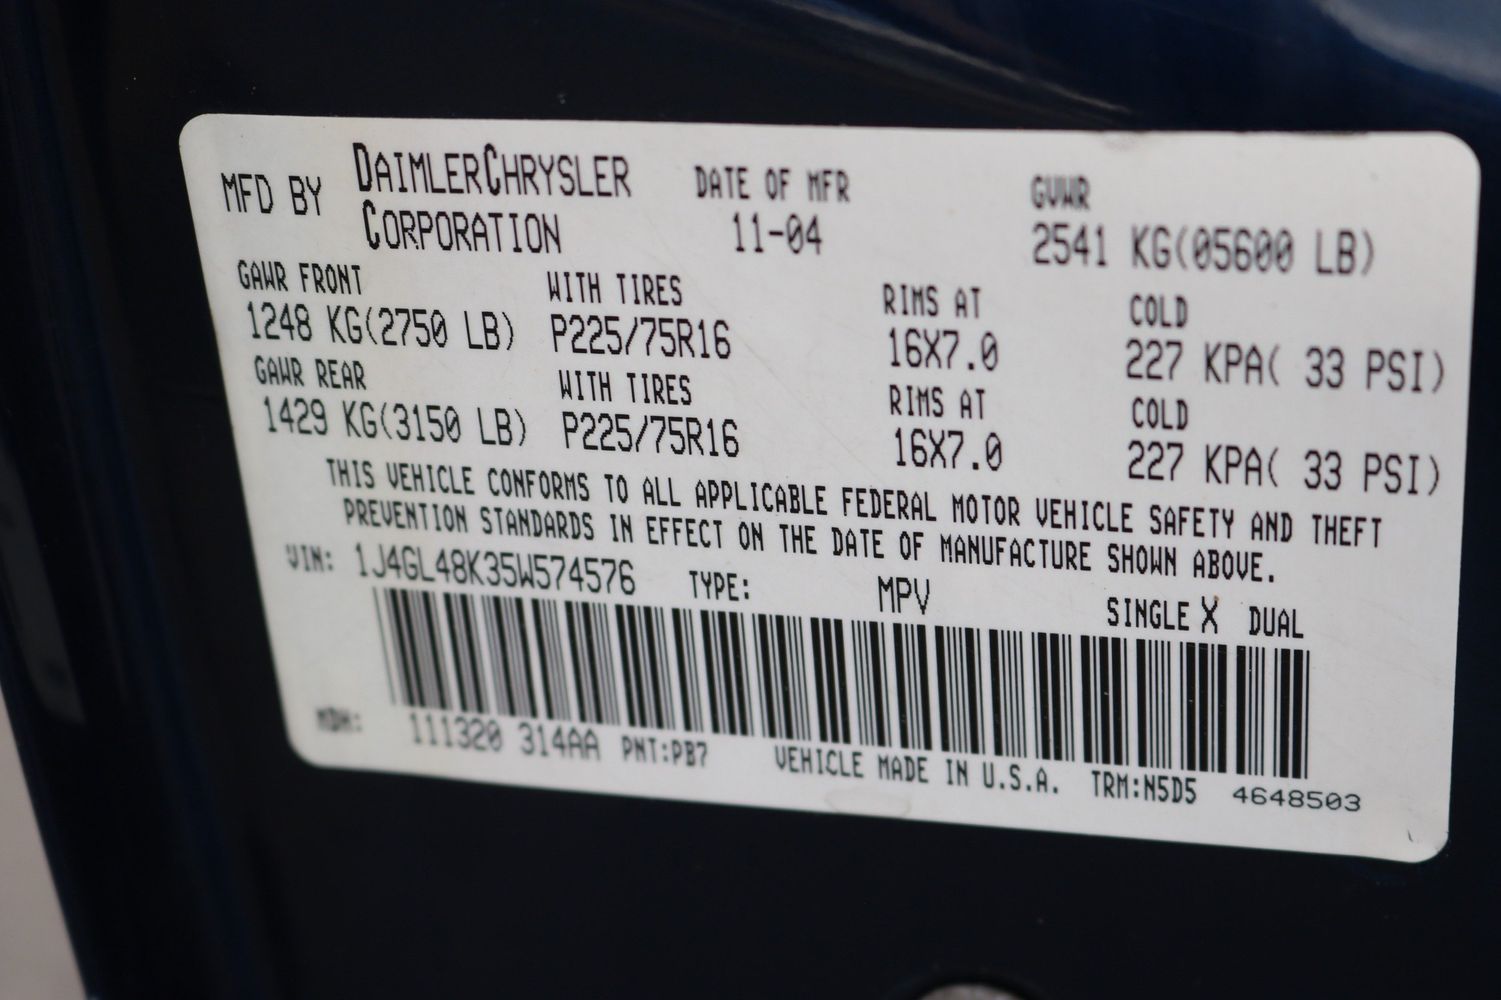 MFD BY DAIMLERCHRYSLER CORPORATION DATE OF MFR 11-04 GVWR 2541 KG(05600 LB)
GAWR FRONT WITH TIRES RIMS AT COLD
1248 KG(2750 LB) P225/75R16 16X7.0 227 KPA( 33 PSI)
GAWR REAR WITH TIRES RIMS AT COLD
1429 KG(3150 LB) P225/75R16 16X7.0 227 KPA( 33 PSI)
THIS VEHICLE CONFORMS TO ALL APPLICABLE FEDERAL MOTOR VEHICLE SAFETY AND THEFT
PREVENTION STANDARDS IN EFFECT ON THE DATE OF MANUFACTURE SHOWN ABOVE.
VIN: 1J4GL48K35W574576 TYPE: MPV SINGLE X DUAL
MDH: 111320 314AA PNT:PB7 VEHICLE MADE IN U.S.A. TRM:N5D5 4648503